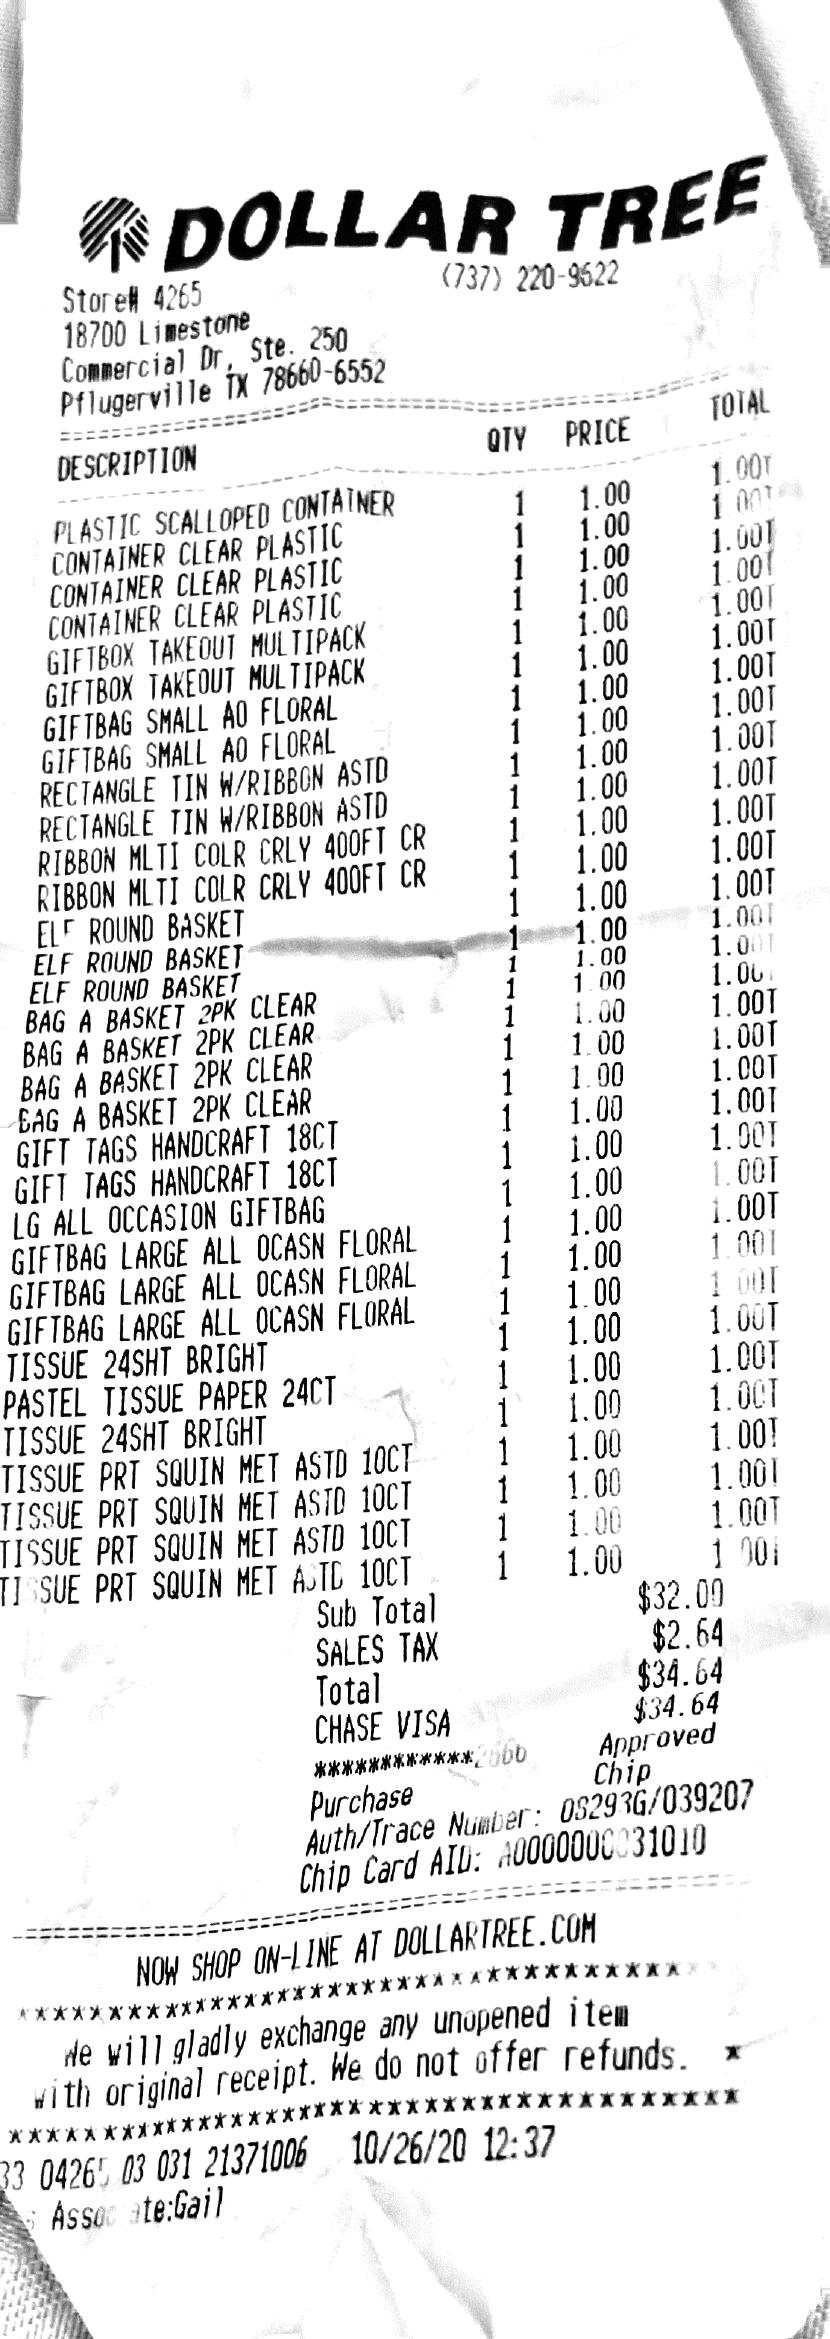 DOLLAR TREE
Store# 4265 (737) 220-9622
18700 Limestone
Commercial Dr, Ste. 250
Pflugerville TX 78660-6552
DESCRIPTION QTY PRICE TOTAL
PLASTIC SCALLOPED CONTAINER 1 1.00 1.00T
CONTAINER CLEAR PLASTIC 1 1.00 1.00T
CONTAINER CLEAR PLASTIC 1 1.00 1.00T
CONTAINER CLEAR PLASTIC 1 1.00 1.00T
GIFTBOX TAKEOUT MULTIPACK 1 1.00 1.00T
GIFTBOX TAKEOUT MULTIPACK 1 1.00 1.00T
GIFTBAG SMALL AO FLORAL 1 1.00 1.00T
GIFTBAG SMALL AO FLORAL 1 1.00 1.00T
RECTANGLE TIN W/RIBBON ASTD 1 1.00 1.00T
RECTANGLE TIN W/RIBBON ASTD 1 1.00 1.00T
RIBBON MLTI COLR CRLY 400FT CR 1 1.00 1.00T
RIBBON MLTI COLR CRLY 400FT CR 1 1.00 1.00T
ELF ROUND BASKET 1 1.00 1.00T
ELF ROUND BASKET 1 1.00 1.00T
ELF ROUND BASKET 1 1.00 1.00T
BAG A BASKET 2PK CLEAR 1 1.00 1.00T
BAG A BASKET 2PK CLEAR 1 1.00 1.00T
BAG A BASKET 2PK CLEAR 1 1.00 1.00T
BAG A BASKET 2PK CLEAR 1 1.00 1.00T
GIFT TAGS HANDCRAFT 18CT 1 1.00 1.00T
GIFT TAGS HANDCRAFT 18CT 1 1.00 1.00T
LG ALL OCCASION GIFTBAG 1 1.00 1.00T
GIFTBAG LARGE ALL OCASN FLORAL 1 1.00 1.00T
GIFTBAG LARGE ALL OCASN FLORAL 1 1.00 1.00T
GIFTBAG LARGE ALL OCASN FLORAL 1 1.00 1.00T
TISSUE 24SHT BRIGHT 1 1.00 1.00T
PASTEL TISSUE PAPER 24CT 1 1.00 1.00T
TISSUE 24SHT BRIGHT 1 1.00 1.00T
TISSUE PRT SQUIN MET ASTD 10CT 1 1.00 1.00T
TISSUE PRT SQUIN MET ASTD 10CT 1 1.00 1.00T
TISSUE PRT SQUIN MET ASTD 10CT 1 1.00 1.00T
TISSUE PRT SQUIN MET ASTD 10CT 1 1.00 1.00T
Sub Total $32.00
SALES TAX $2.64
Total $34.64
CHASE VISA $34.64
************2666 Approved
Purchase Chip
Auth/Trace Number: 08293G/039207
Chip Card AID: A0000000031010
NOW SHOP ON-LINE AT DOLLARTREE.COM
We will gladly exchange any unopened item
with original receipt. We do not offer refunds. *
33 04265 03 031 21371006 10/26/20 12:37
Associate:Gail